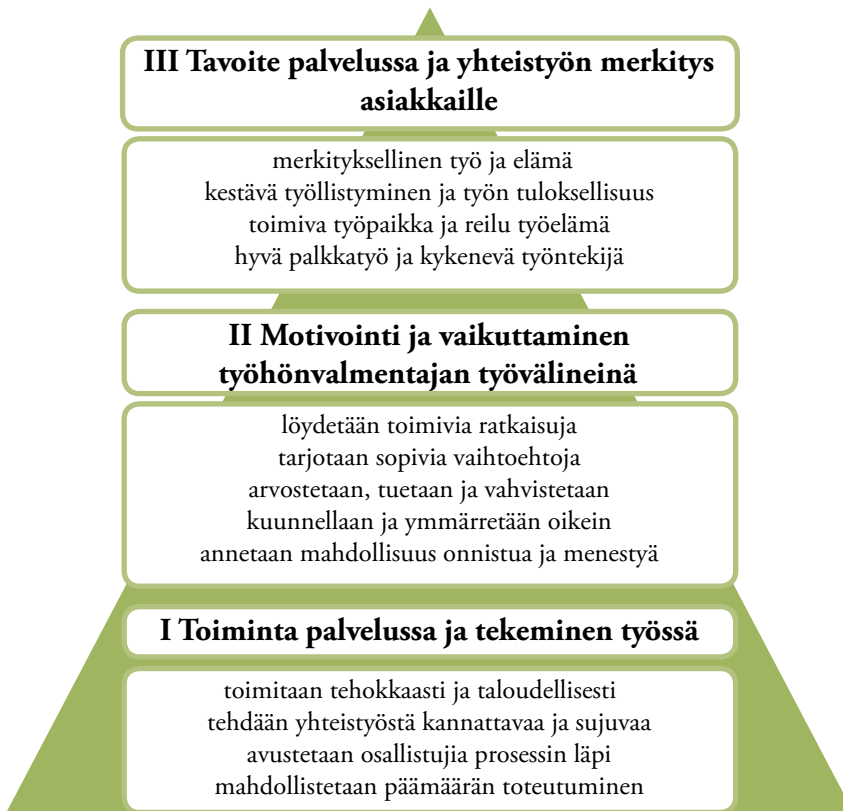 III Tavoite palvelussa ja yhteistyön merkitys
asiakkaille
merkityksellinen työ ja elämä
kestävä työllistyminen ja työn tuloksellisuus
toimiva työpaikka ja reilu työelämä
hyvä palkkatyö ja kykenevä työntekijä
II Motivointi ja vaikuttaminen
työhönvalmentajan työvälineinä
löydetään toimivia ratkaisuja
tarjotaan sopivia vaihtoehtoja
arvostetaan, tuetaan ja vahvistetaan
kuunnellaan ja ymmärretään oikein
annetaan mahdollisuus onnistua ja menestyä
I Toiminta palvelussa ja tekeminen työssä
toimitaan tehokkaasti ja taloudellisesti
tehdään yhteistyöstä kannattavaa ja sujuvaa
avustetaan osallistujia prosessin läpi
mahdollistetaan päämäärän toteutuminen